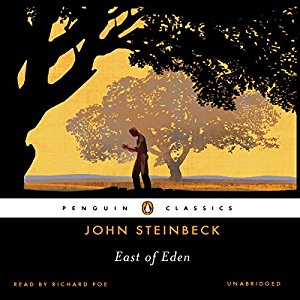 PENGUIN CLASSICS
JOHN STEINBECK
East of Eden
READ BY RICHARD POE UNABRIDGED